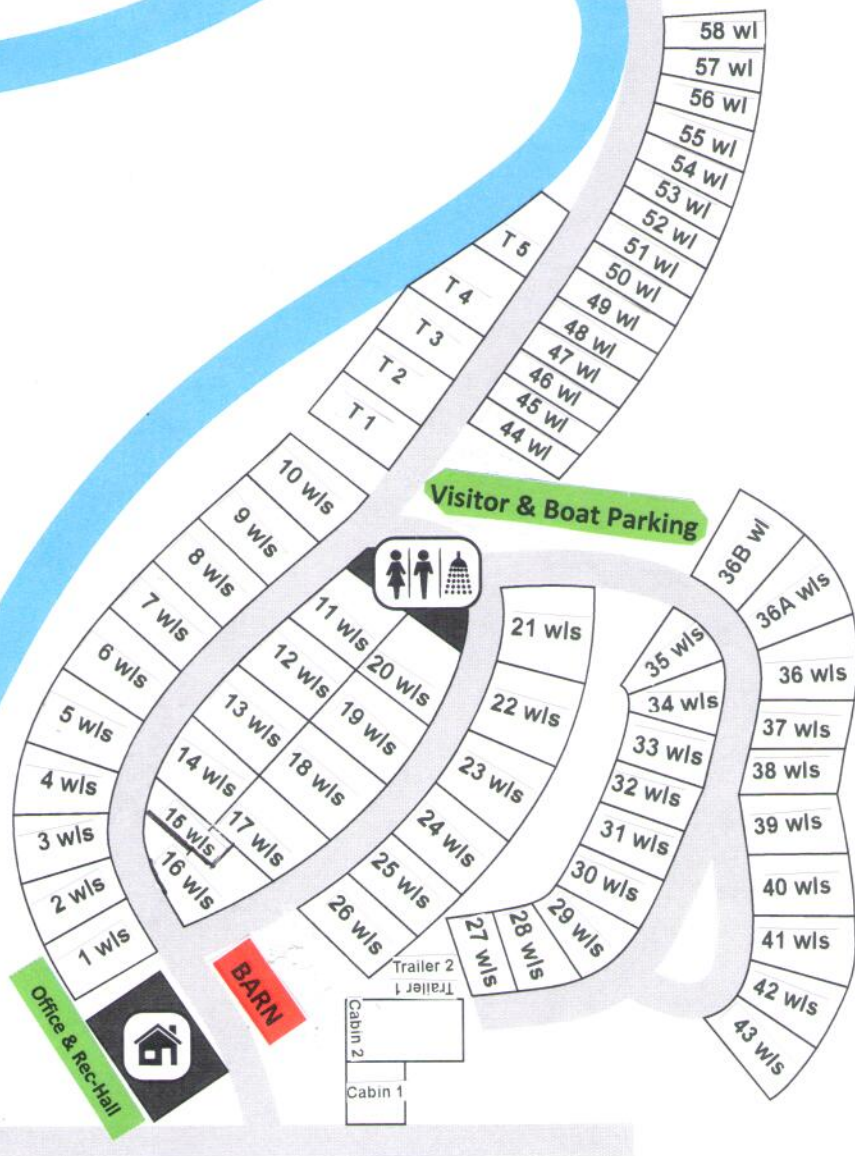 58 wl
57 wl
56 wl
55 wl
54 wl
53 wl
52 wl
51 wl
50 wl
49 wl
48 wl
47 wl
46 wl
45 wl
44 wl
T 5
T 4
T 3
T 2
T 1
Visitor & Boat Parking
10 wls
9 wls
8 wls
7 wls
6 wls
5 wls
4 wls
3 wls
2 wls
1 wls
11 wls
12 wls
13 wls
14 wls
15 wls
16 wls
20 wls
19 wls
18 wls
17 wls
21 wls
22 wls
23 wls
24 wls
25 wls
26 wls
36B wl
36A wls
36 wls
37 wls
38 wls
39 wls
40 wls
41 wls
42 wls
43 wls
35 wls
34 wls
33 wls
32 wls
31 wls
30 wls
29 wls
28 wls
27 wls
Trailer 2
Trailer 1
Cabin 2
Cabin 1
BARN
Office & Rec-Hall